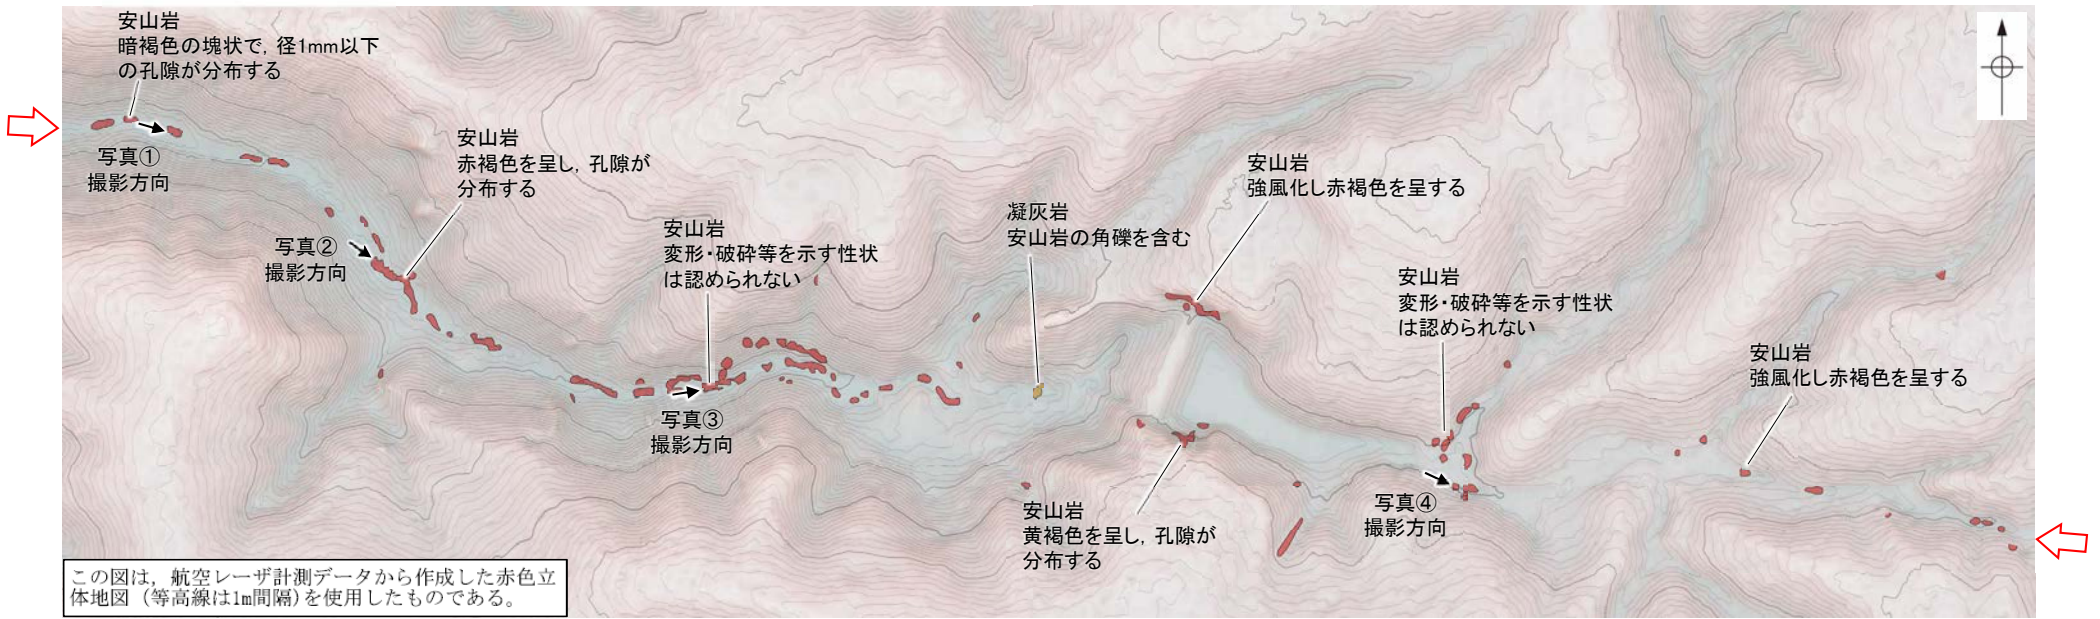 安山岩
暗褐色の塊状で，径1mm以下
の孔隙が分布する
写真①
撮影方向
安山岩
赤褐色を呈し，孔隙が
分布する
写真②
撮影方向
安山岩
変形・破砕等を示す性状
は認められない
写真③
撮影方向
凝灰岩
安山岩の角礫を含む
安山岩
強風化し赤褐色を呈する
安山岩
黄褐色を呈し，孔隙が
分布する
安山岩
変形・破砕等を示す性状
は認められない
写真④
撮影方向
安山岩
強風化し赤褐色を呈する
この図は，航空レーザ計測データから作成した赤色立
体地図（等高線は1m間隔)を使用したものである。